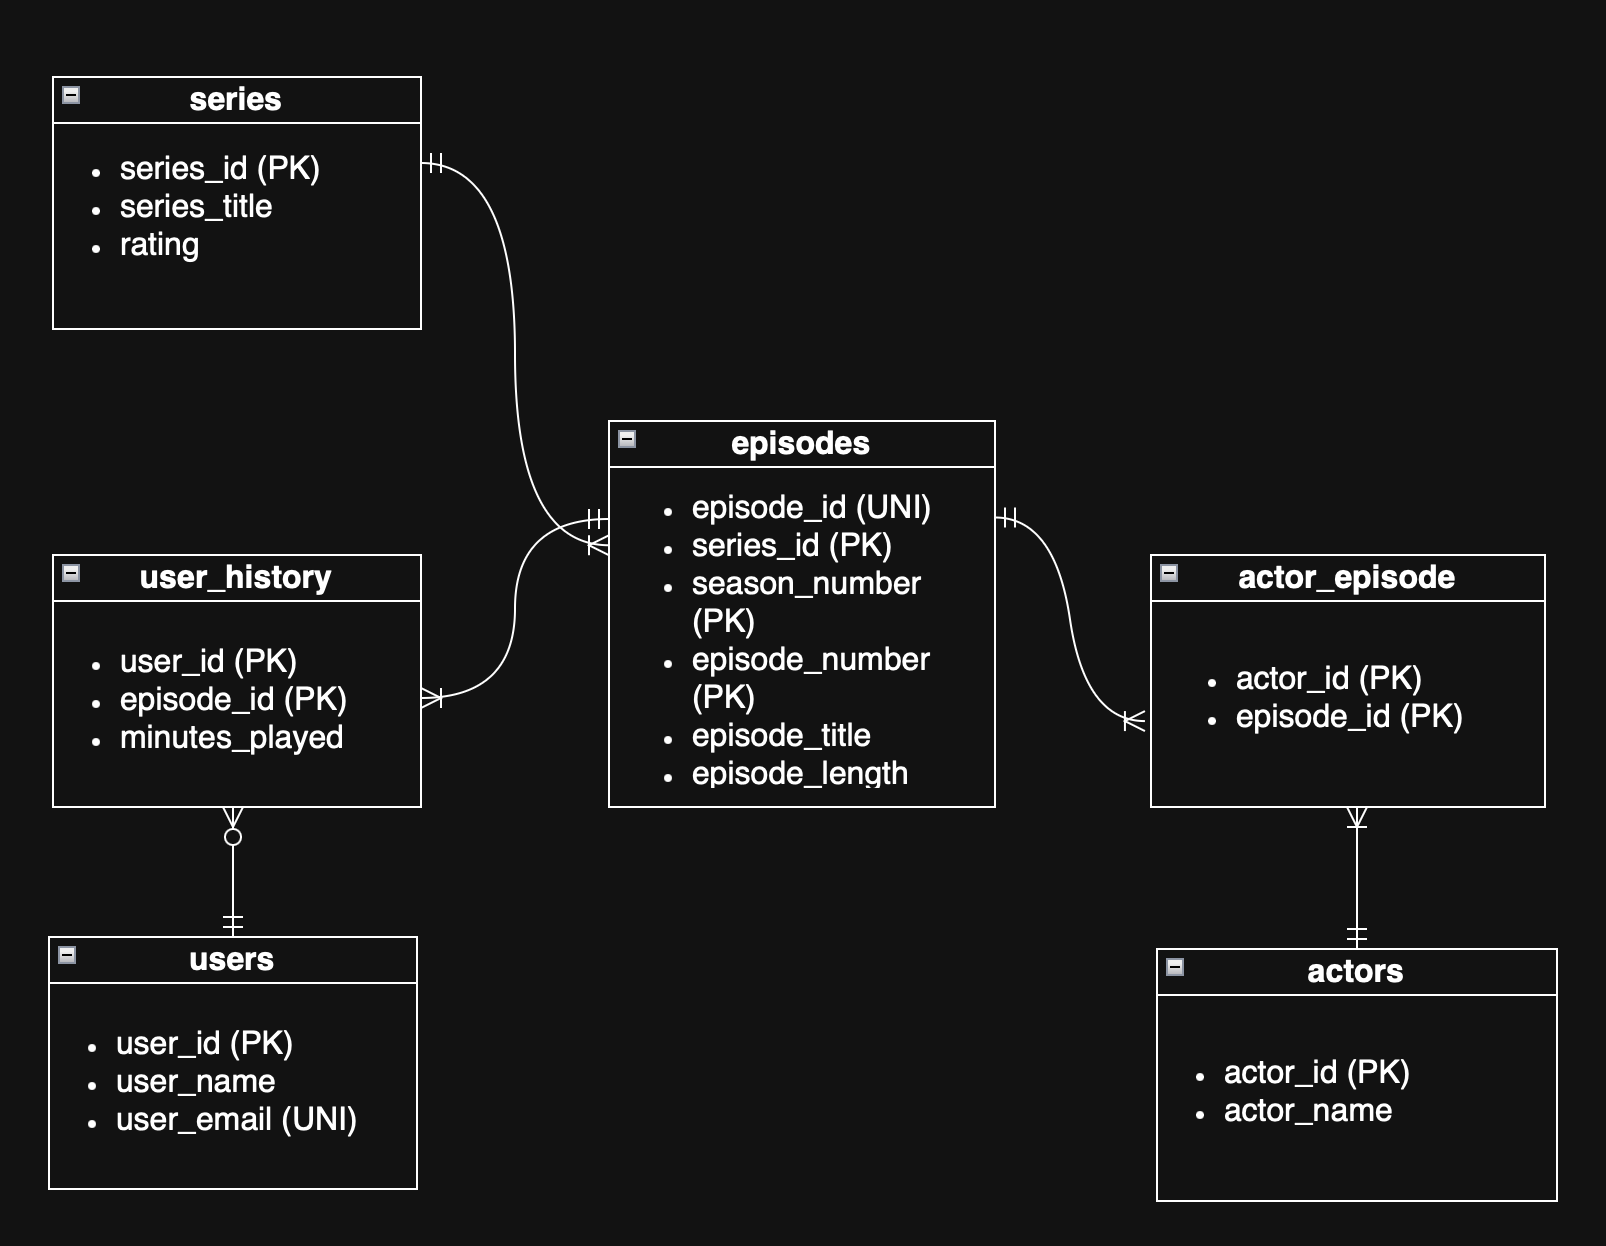 series
series_id (PK)
series_title
rating
episodes
episode_id (UNI)
series_id (PK)
season_number
(PK)
episode_number
(PK)
episode_title
episode_length
user_history
user_id (PK)
episode_id (PK)
minutes_played
actor_episode
actor_id (PK)
episode_id (PK)
users
user_id (PK)
user_name
user_email (UNI)
actors
actor_id (PK)
actor_name